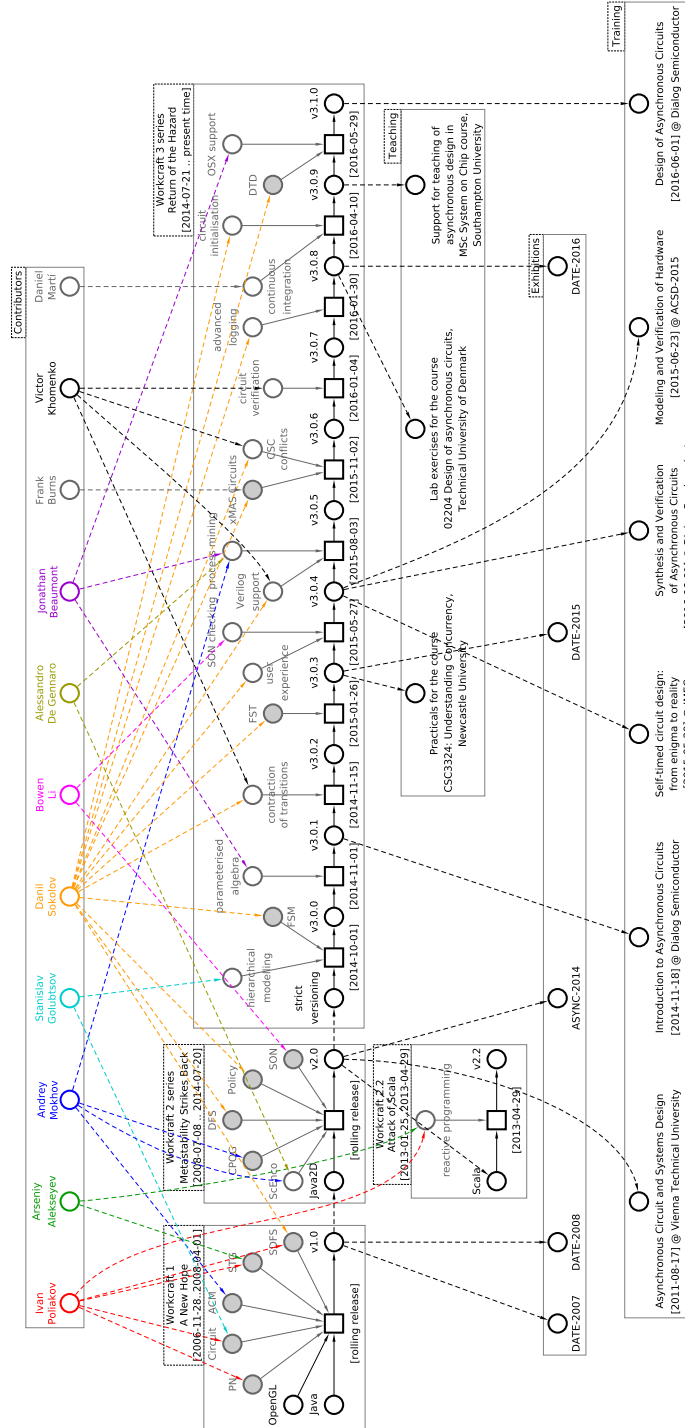 Contributors
Ivan
Poliakov
Arseniy
Alekseyev
Andrey
Mokhov
Stanislav
Golubtsov
Danil
Sokolov
Bowen
Li
Alessandro
De Gennaro
Jonathan
Beaumont
Frank
Burns
Victor
Khomenko
Daniel
Martí
Workcraft 1
A New Hope
[2006-11-28..2008-04-01]
PN
Circuit
ACM
STG
SDFS
OpenGL
Java
[rolling release]
v1.0
Workcraft 2 series
Metastability Strikes Back
[2008-07-08 .. 2014-07-20]
ScEnco
CPOG
DFS
Policy
SON
Java2D
[rolling release]
v2.0
Workcraft 2.2
Attack of Scala
[2013-01-25..2013-04-29]
reactive programming
Scala
[2013-04-29]
v2.2
Workcraft 3 series
Return of the Hazard
[2014-07-21 .. present time]
strict
versioning
hierarchical
modelling
[2014-10-01]
FSM
v3.0.0
parameterised
algebra
[2014-11-01]
v3.0.1
contraction
of transitions
[2014-11-15]
v3.0.2
FST
[2015-01-26]
user
experience
v3.0.3
SON checking
[2015-05-27]
Verilog
support
v3.0.4
process mining
[2015-08-03]
xMAS-Circuits
v3.0.5
CSC
conflicts
[2015-11-02]
v3.0.6
circuit
verification
[2016-01-04]
v3.0.7
advanced
logging
[2016-01-30]
continuous
integration
v3.0.8
circuit
initialisation
[2016-04-10]
DTD
v3.0.9
OSX support
[2016-05-29]
v3.1.0
Teaching
Practicals for the course
CSC3324: Understanding Concurrency,
Newcastle University
Lab exercises for the course
02204 Design of asynchronous circuits,
Technical University of Denmark
Support for teaching of
asynchronous design in
MSc System on Chip course,
Southampton University
Exhibitions
DATE-2007
DATE-2008
ASYNC-2014
DATE-2015
DATE-2016
Training
Asynchronous Circuit and Systems Design
[2011-08-17] @ Vienna Technical University
Introduction to Asynchronous Circuits
[2014-11-18] @ Dialog Semiconductor
Self-timed circuit design:
from enigma to reality
Synthesis and Verification
of Asynchronous Circuits
Modeling and Verification of Hardware
[2015-06-23] @ ACSD-2015
Design of Asynchronous Circuits
[2016-06-01] @ Dialog Semiconductor